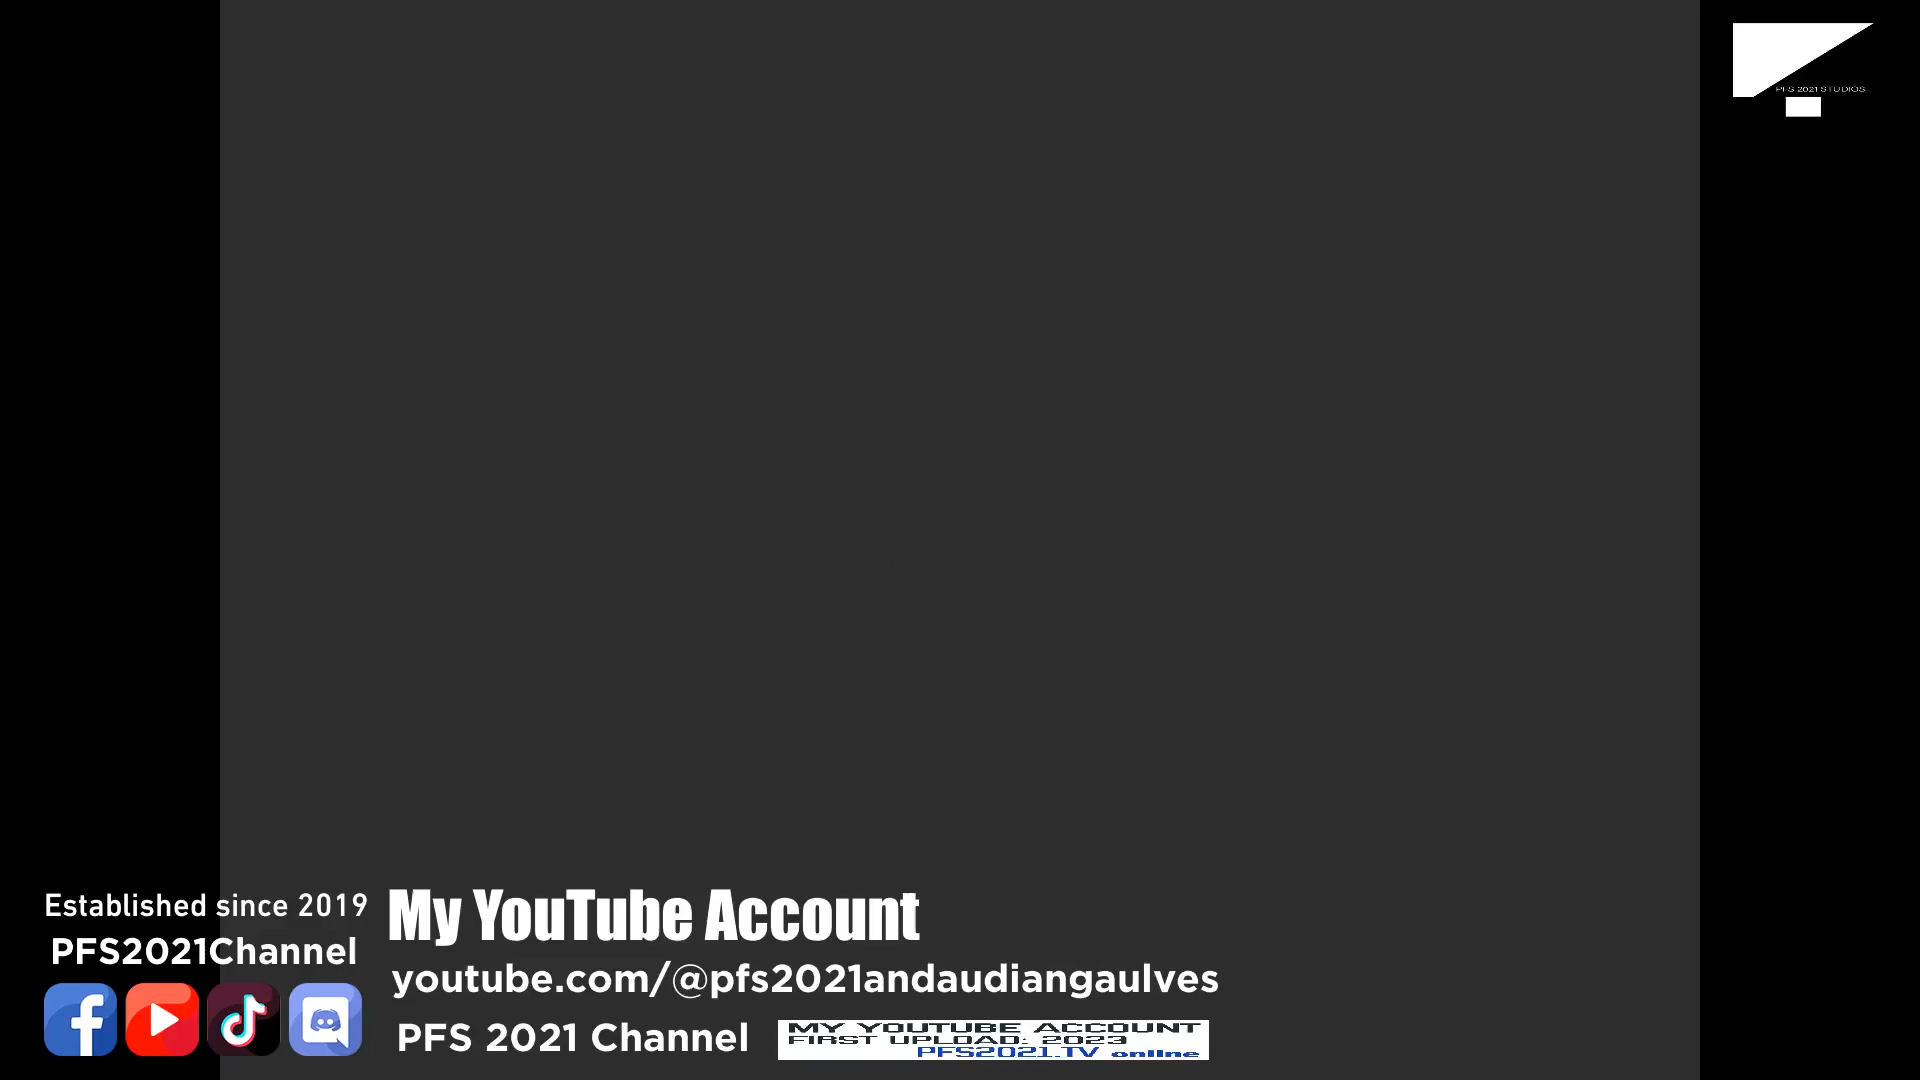 PFS 2021 STUDIOS
Established since 2019
PFS2021Channel
My YouTube Account
youtube.com/@pfs2021andaudiangaulves
PFS 2021 Channel
MY YOUTUBE ACCOUNT
FIRST UPLOAD: 2023
PFS2021.TV online